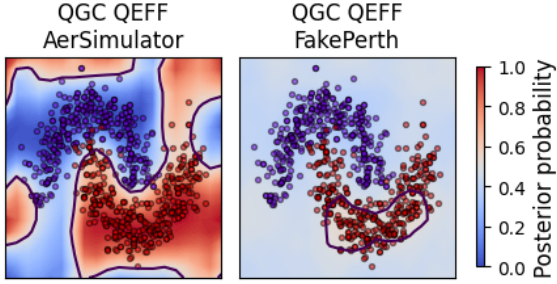 QGC QEFF
AerSimulator
QGC QEFF
FakePerth
1.0
0.8
0.6
0.4
0.2
0.0
Posterior probability